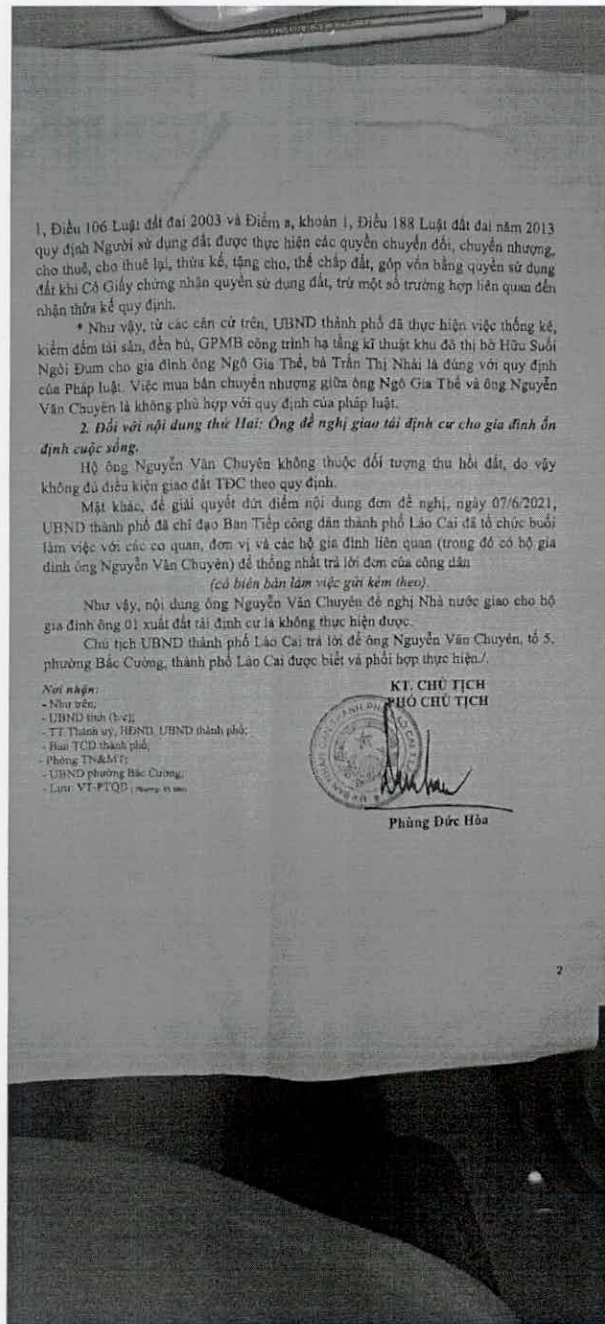 1, Điều 106 Luật đất đai 2003 và Điểm a, khoản 1, Điều 188 Luật đất đai năm 2013
quy định Người sử dụng đất được thực hiện các quyền chuyển đổi, chuyển nhượng,
cho thuê, cho thuê lại, thừa kế, tặng cho, thế chấp đất, góp vốn bằng quyền sử dụng
đất khi Có Giấy chứng nhận quyền sử dụng đất, trừ một số trường hợp liên quan đến
nhận thừa kế quy định.
* Như vậy, từ các căn cứ trên, UBND thành phố đã thực hiện việc thống kê,
kiểm đếm tài sản, đền bù, GPMB công trình hạ tầng kĩ thuật khu đô thị bờ Hữu Suối
Ngòi Đum cho gia đình ông Ngô Gia Thể, bà Trần Thị Nhài là đúng với quy định
của Pháp luật. Việc mua bán chuyển nhượng giữa ông Ngô Gia Thể và ông Nguyễn
Văn Chuyên là không phù hợp với quy định của pháp luật.
2. Đối với nội dung thứ Hai: Ông đề nghị giao tái định cư cho gia đình ổn
định cuộc sống.
Hộ ông Nguyễn Văn Chuyên không thuộc đối tượng thu hồi đất, do vậy
không đủ điều kiện giao đất TĐC theo quy định.
Mặt khác, để giải quyết dứt điểm nội dung đơn đề nghị, ngày 07/6/2021,
UBND thành phố đã chỉ đạo Ban Tiếp công dân thành phố Lào Cai đã tổ chức buổi
làm việc với các cơ quan, đơn vị và các hộ gia đình liên quan (trong đó có hộ gia
đình ông Nguyễn Văn Chuyên) để thống nhất trả lời đơn của công dân
(có biên bản làm việc gửi kèm theo).
Như vậy, nội dung ông Nguyễn Văn Chuyên đề nghị Nhà nước giao cho hộ
gia đình ông 01 xuất đất tái định cư là không thực hiện được.
Chủ tịch UBND thành phố Lào Cai trả lời để ông Nguyễn Văn Chuyên, tổ 5,
phường Bắc Cường, thành phố Lào Cai được biết và phối hợp thực hiện./.
Nơi nhận:
- Như trên;
- UBND tỉnh (b/c);
- TT Thành uỷ, HĐND, UBND thành phố;
- Ban TCD thành phố;
- Phòng TN&MT;
- UBND phường Bắc Cường;
- Lưu: VT-PTQĐ
KT. CHỦ TỊCH
PHÓ CHỦ TỊCH
Phùng Đức Hòa
2